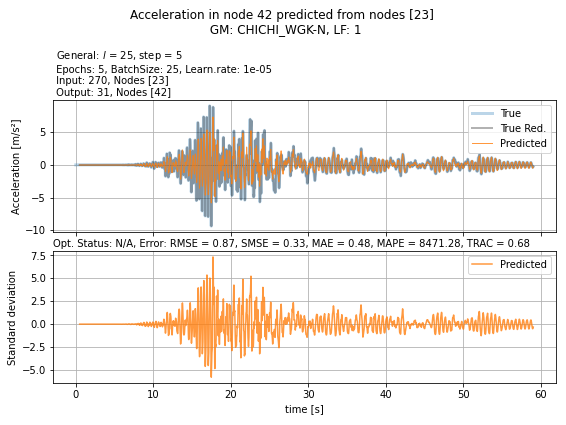 Acceleration in node 42 predicted from nodes [23]
GM: CHICHI_WGK-N, LF: 1
General: l = 25, step = 5
Epochs: 5, BatchSize: 25, Learn.rate: 1e-05
Input: 270, Nodes [23]
Output: 31, Nodes [42]
True
True Red.
Predicted
Acceleration [m/s²]
5
0
−5
−10
Opt. Status: N/A, Error: RMSE = 0.87, SMSE = 0.33, MAE = 0.48, MAPE = 8471.28, TRAC = 0.68
Predicted
Standard deviation
7.5
5.0
2.5
0.0
−2.5
−5.0
0 10 20 30 40 50 60
time [s]